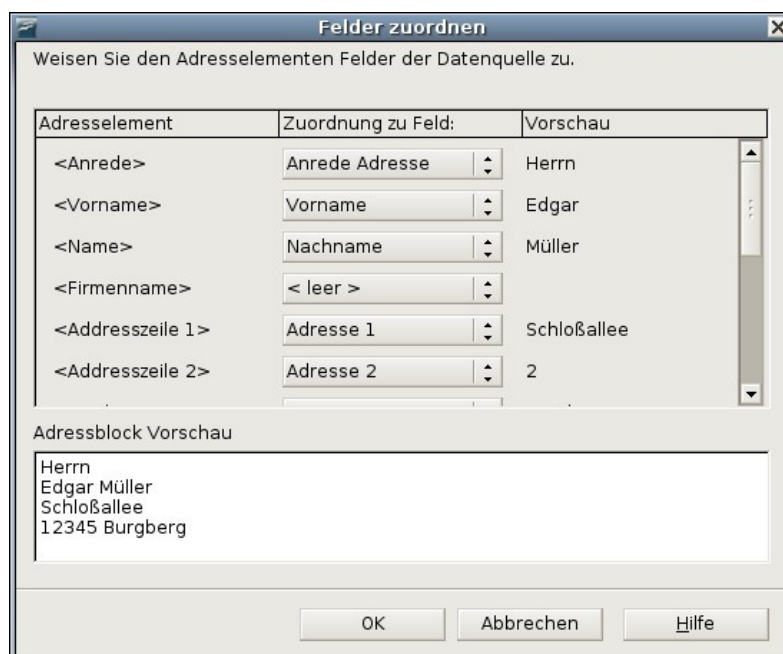 Felder zuordnen
Weisen Sie den Adresselementen Felder der Datenquelle zu.
Adresselement Zuordnung zu Feld: Vorschau
<Anrede> Anrede Adresse Herrn
<Vorname> Vorname Edgar
<Name> Nachname Müller
<Firmenname> < leer >
<Addresszeile 1> Adresse 1 Schloßallee
<Addresszeile 2> Adresse 2 2
Adressblock Vorschau
Herrn
Edgar Müller
Schloßallee
12345 Burgberg
OK Abbrechen Hilfe